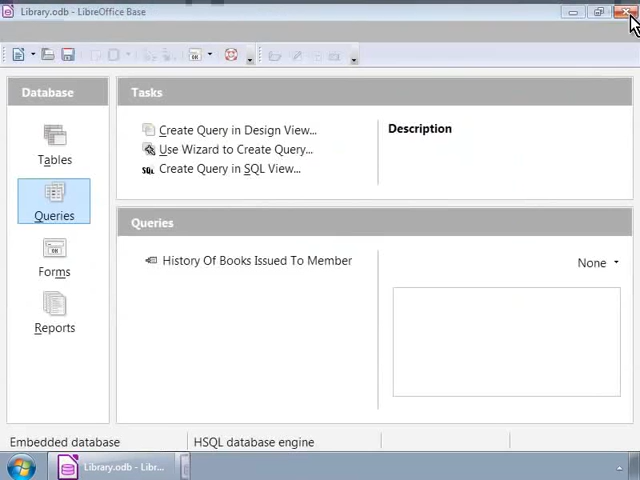 Library.odb - LibreOffice Base
Database
Tasks
Tables
Queries
Forms
Reports
Create Query in Design View...
Use Wizard to Create Query...
SQL Create Query in SQL View...
Description
Queries
History Of Books Issued To Member
None
Embedded database
HSQL database engine
Library.odb - Libr...